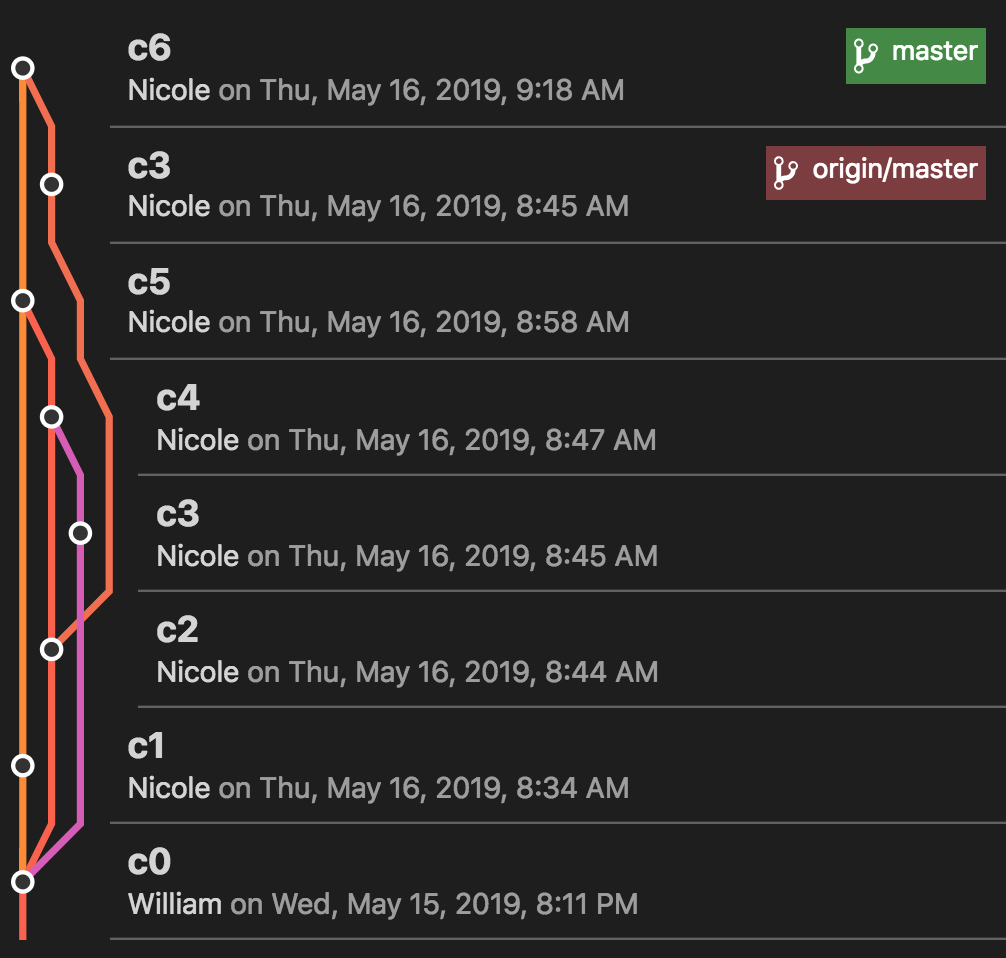 c6
master
Nicole on Thu, May 16, 2019, 9:18 AM
c3
origin/master
Nicole on Thu, May 16, 2019, 8:45 AM
c5
Nicole on Thu, May 16, 2019, 8:58 AM
c4
Nicole on Thu, May 16, 2019, 8:47 AM
c3
Nicole on Thu, May 16, 2019, 8:45 AM
c2
Nicole on Thu, May 16, 2019, 8:44 AM
c1
Nicole on Thu, May 16, 2019, 8:34 AM
c0
William on Wed, May 15, 2019, 8:11 PM